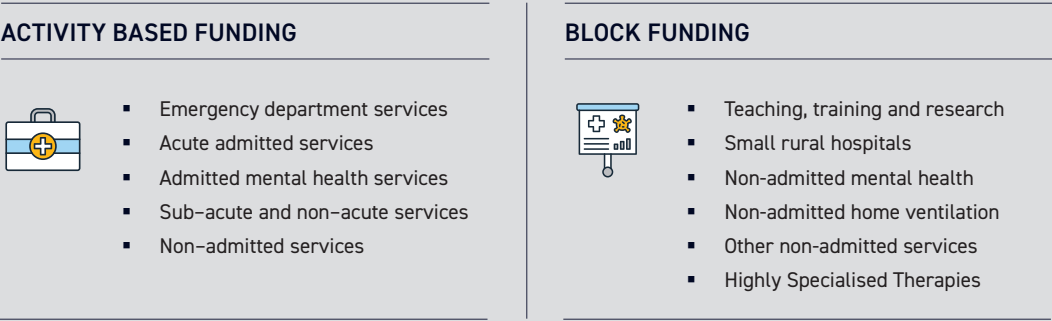 ACTIVITY BASED FUNDING
▪ Emergency department services
▪ Acute admitted services
▪ Admitted mental health services
▪ Sub–acute and non–acute services
▪ Non–admitted services
BLOCK FUNDING
▪ Teaching, training and research
▪ Small rural hospitals
▪ Non-admitted mental health
▪ Non-admitted home ventilation
▪ Other non-admitted services
▪ Highly Specialised Therapies